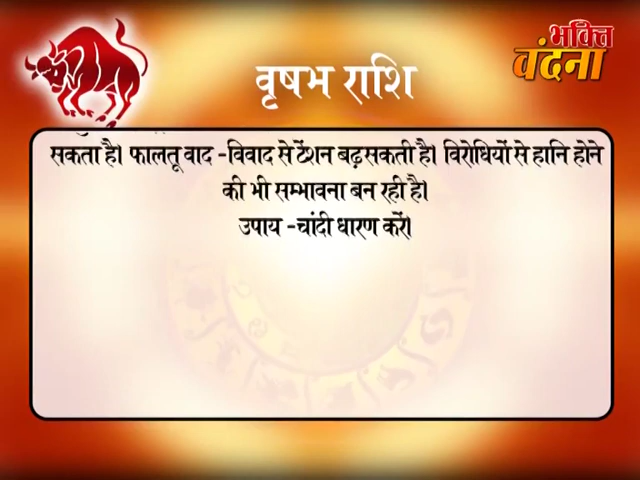 भक्ति
वंदना
वृषभ राशि
सकता है। फालतू वाद -विवाद से टेंशन बढ़सकती है। विरोधियों से हानि होने
की भी सम्भावना बन रही है।
उपाय -चांदी धारण करें।